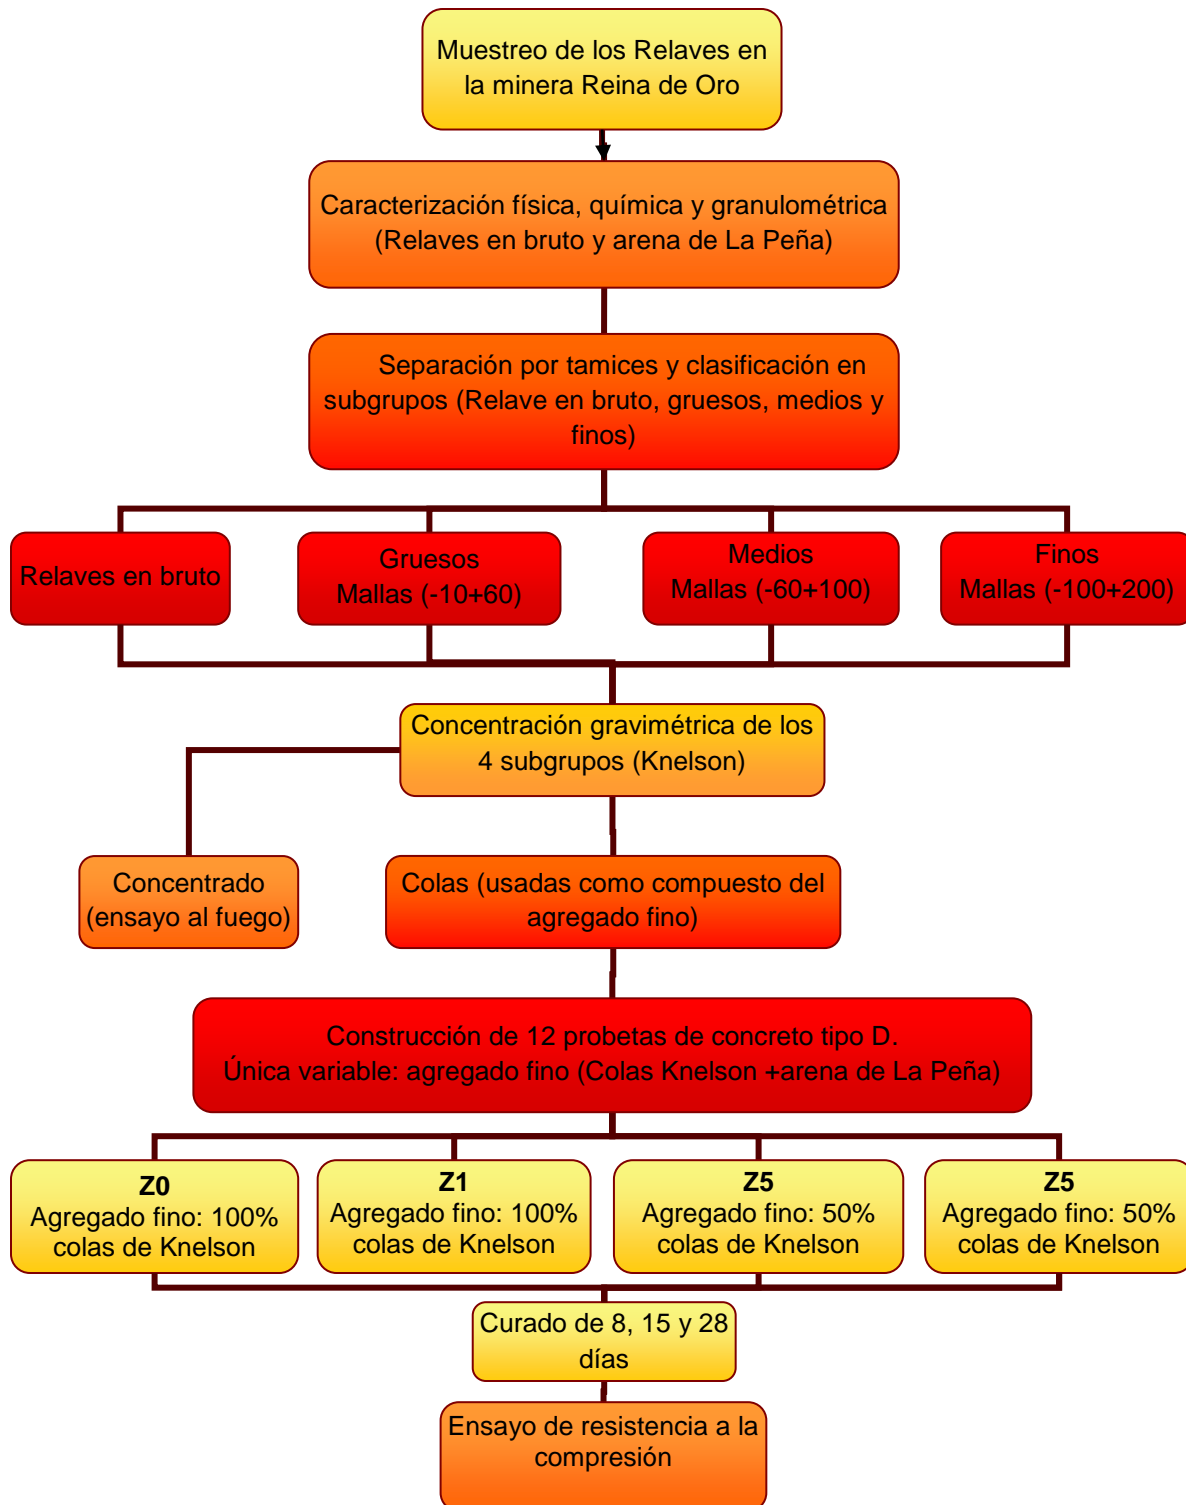 Muestreo de los Relaves en
la minera Reina de Oro
Caracterización física, química y granulométrica
(Relaves en bruto y arena de La Peña)
Separación por tamices y clasificación en
subgrupos (Relave en bruto, gruesos, medios y
finos)
Relaves en bruto
Gruesos
Mallas (-10+60)
Medios
Mallas (-60+100)
Finos
Mallas (-100+200)
Concentración gravimétrica de los
4 subgrupos (Knelson)
Concentrado
(ensayo al fuego)
Colas (usadas como compuesto del
agregado fino)
Construcción de 12 probetas de concreto tipo D.
Única variable: agregado fino (Colas Knelson +arena de La Peña)
Z0
Agregado fino: 100%
colas de Knelson
Z1
Agregado fino: 100%
colas de Knelson
Z5
Agregado fino: 50%
colas de Knelson
Z5
Agregado fino: 50%
colas de Knelson
Curado de 8, 15 y 28
días
Ensayo de resistencia a la
compresión